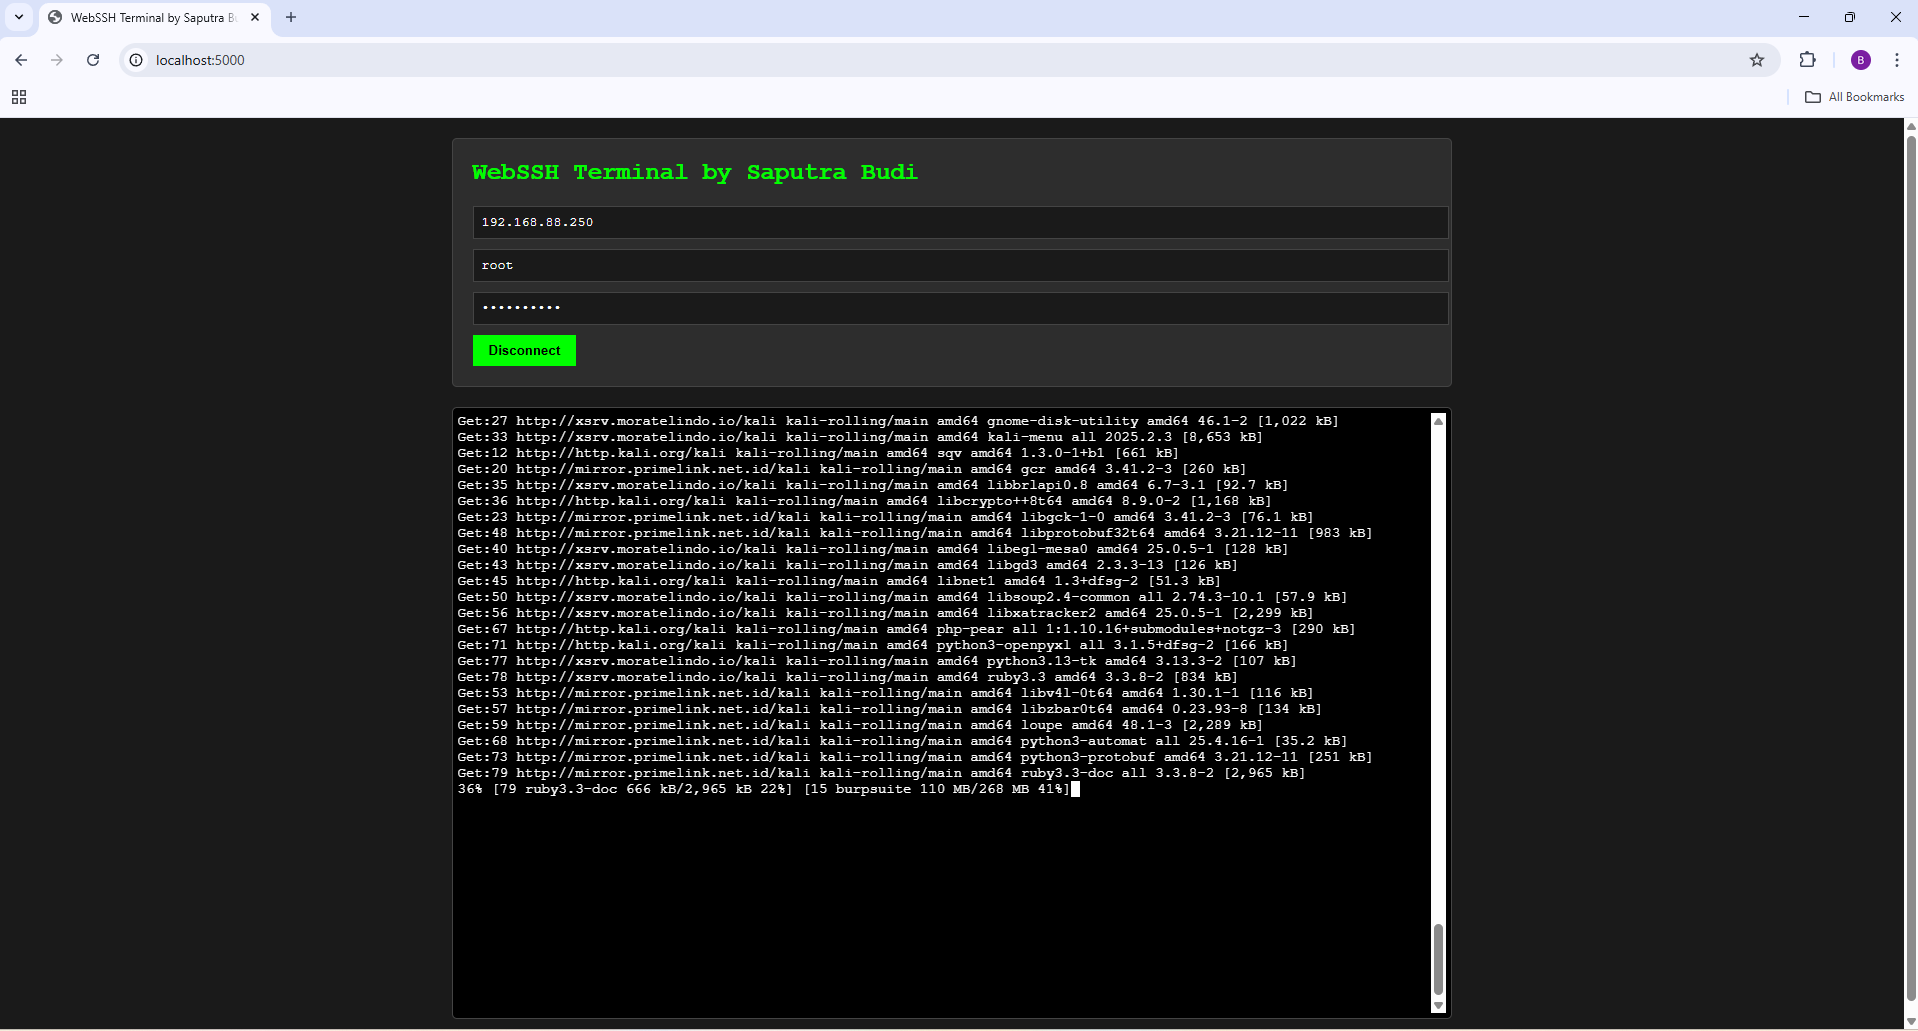 WebSSH Terminal by Saputra Bu
localhost:5000
B
All Bookmarks
WebSSH Terminal by Saputra Budi
192.168.88.250
root
••••••••••
Disconnect
Get:27 http://xsrv.moratelindo.io/kali kali-rolling/main amd64 gnome-disk-utility amd64 46.1-2 [1,022 kB]
Get:33 http://xsrv.moratelindo.io/kali kali-rolling/main amd64 kali-menu all 2025.2.3 [8,653 kB]
Get:12 http://http.kali.org/kali kali-rolling/main amd64 sqv amd64 1.3.0-1+b1 [661 kB]
Get:20 http://mirror.primelink.net.id/kali kali-rolling/main amd64 gcr amd64 3.41.2-3 [260 kB]
Get:35 http://xsrv.moratelindo.io/kali kali-rolling/main amd64 libbrlapi0.8 amd64 6.7-3.1 [92.7 kB]
Get:36 http://http.kali.org/kali kali-rolling/main amd64 libcrypto++8t64 amd64 8.9.0-2 [1,168 kB]
Get:23 http://mirror.primelink.net.id/kali kali-rolling/main amd64 libgck-1-0 amd64 3.41.2-3 [76.1 kB]
Get:48 http://mirror.primelink.net.id/kali kali-rolling/main amd64 libprotobuf32t64 amd64 3.21.12-11 [983 kB]
Get:40 http://xsrv.moratelindo.io/kali kali-rolling/main amd64 libegl-mesa0 amd64 25.0.5-1 [128 kB]
Get:43 http://xsrv.moratelindo.io/kali kali-rolling/main amd64 libgd3 amd64 2.3.3-13 [126 kB]
Get:45 http://http.kali.org/kali kali-rolling/main amd64 libnet1 amd64 1.3+dfsg-2 [51.3 kB]
Get:50 http://xsrv.moratelindo.io/kali kali-rolling/main amd64 libsoup2.4-common all 2.74.3-10.1 [57.9 kB]
Get:56 http://xsrv.moratelindo.io/kali kali-rolling/main amd64 libxatracker2 amd64 25.0.5-1 [2,299 kB]
Get:67 http://http.kali.org/kali kali-rolling/main amd64 php-pear all 1:1.10.16+submodules+notgz-3 [290 kB]
Get:71 http://http.kali.org/kali kali-rolling/main amd64 python3-openpyxl all 3.1.5+dfsg-2 [166 kB]
Get:77 http://xsrv.moratelindo.io/kali kali-rolling/main amd64 python3.13-tk amd64 3.13.3-2 [107 kB]
Get:78 http://xsrv.moratelindo.io/kali kali-rolling/main amd64 ruby3.3 amd64 3.3.8-2 [834 kB]
Get:53 http://mirror.primelink.net.id/kali kali-rolling/main amd64 libv4l-0t64 amd64 1.30.1-1 [116 kB]
Get:57 http://mirror.primelink.net.id/kali kali-rolling/main amd64 libzbar0t64 amd64 0.23.93-8 [134 kB]
Get:59 http://mirror.primelink.net.id/kali kali-rolling/main amd64 loupe amd64 48.1-3 [2,289 kB]
Get:68 http://mirror.primelink.net.id/kali kali-rolling/main amd64 python3-automat all 25.4.16-1 [35.2 kB]
Get:73 http://mirror.primelink.net.id/kali kali-rolling/main amd64 python3-protobuf amd64 3.21.12-11 [251 kB]
Get:79 http://mirror.primelink.net.id/kali kali-rolling/main amd64 ruby3.3-doc all 3.3.8-2 [2,965 kB]
36% [79 ruby3.3-doc 666 kB/2,965 kB 22%] [15 burpsuite 110 MB/268 MB 41%]